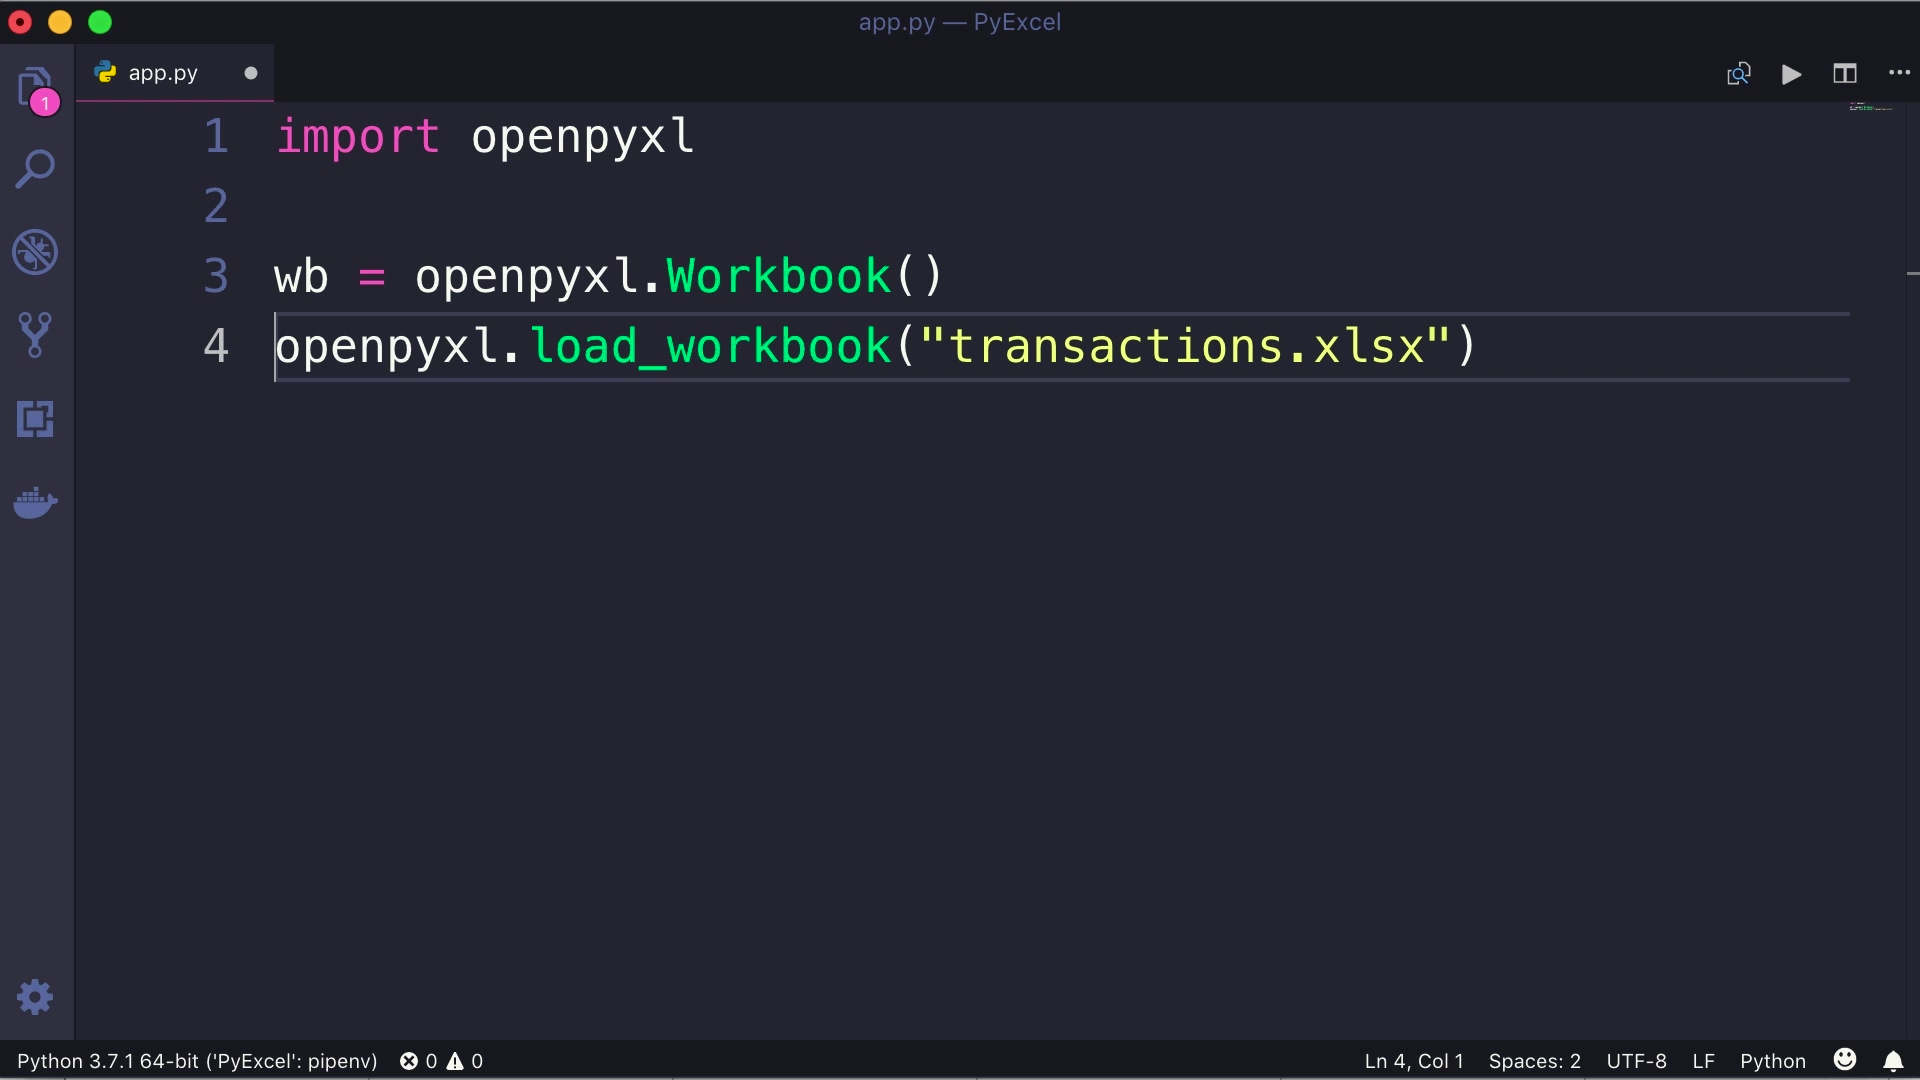 app.py — PyExcel
app.py
1
1 import openpyxl
2
3 wb = openpyxl.Workbook()
4 openpyxl.load_workbook("transactions.xlsx")
Python 3.7.1 64-bit ('PyExcel': pipenv) 0 0 Ln 4, Col 1 Spaces: 2 UTF-8 LF Python